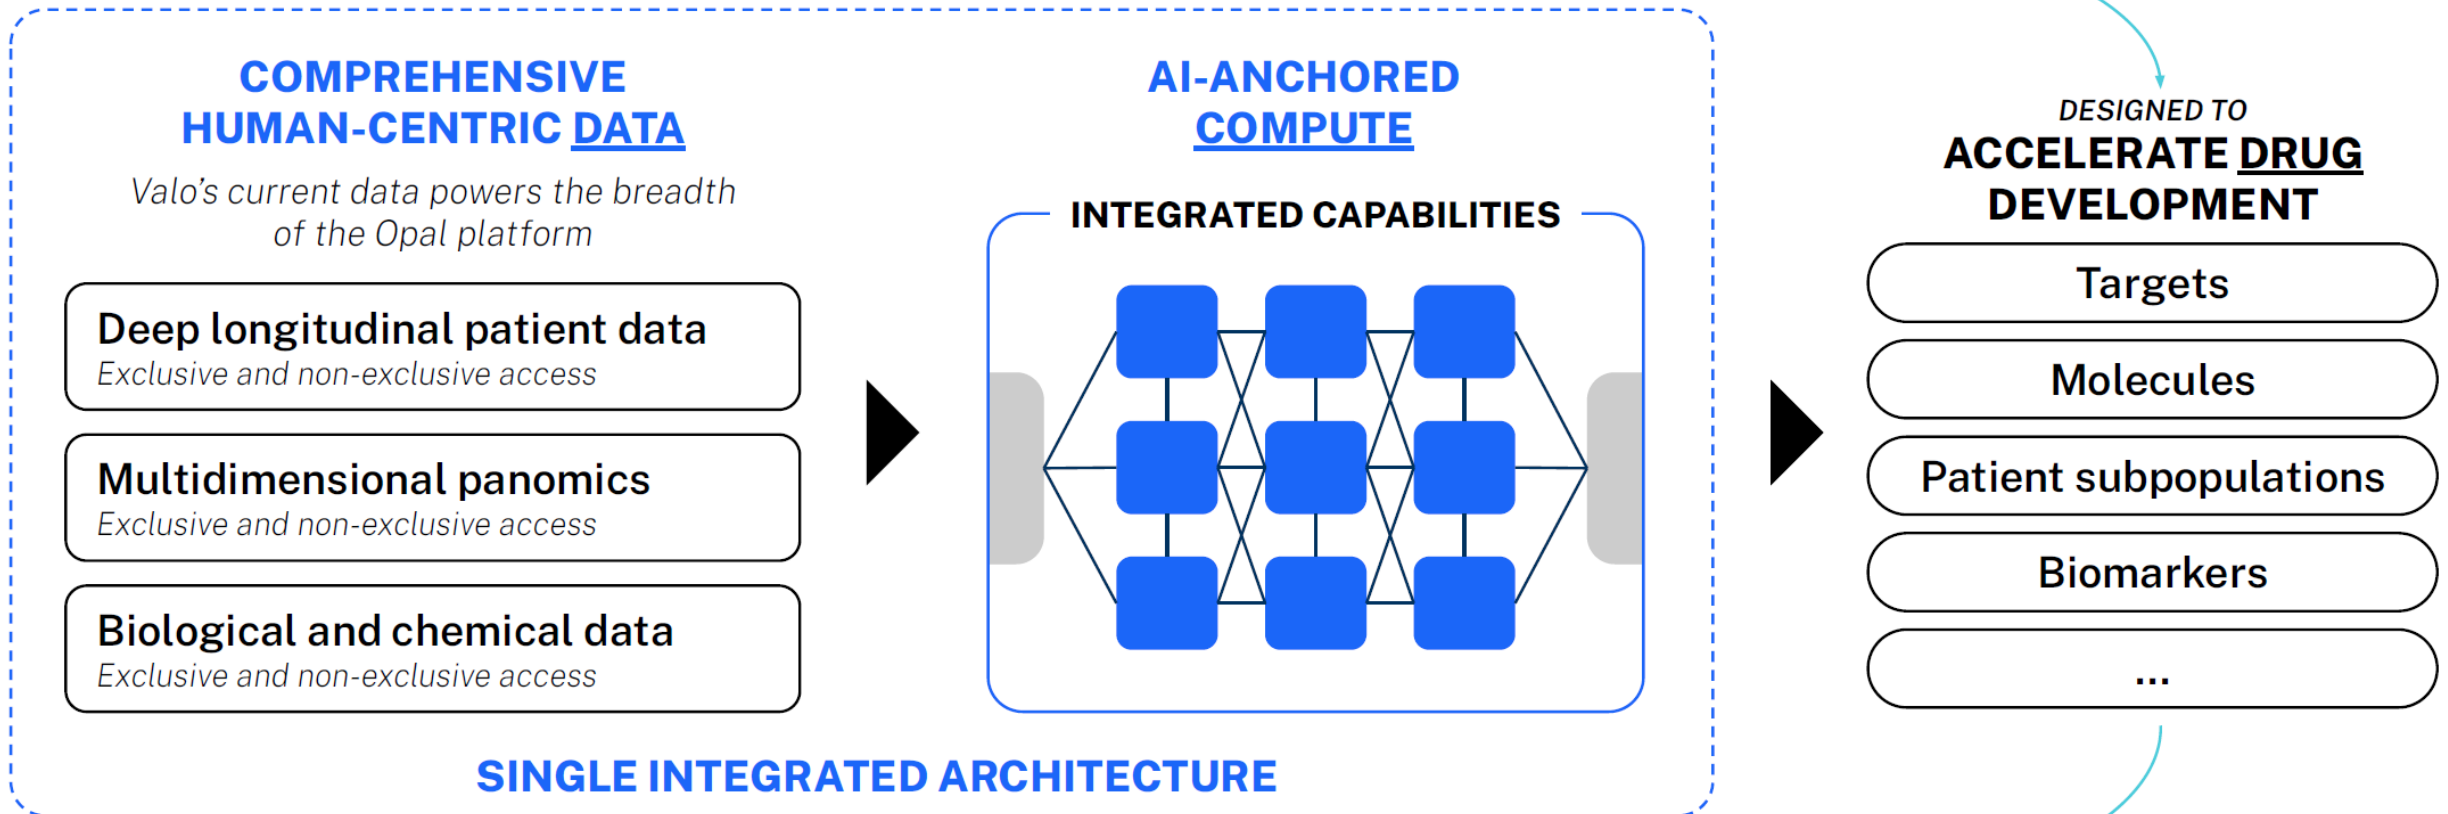 COMPREHENSIVE
HUMAN-CENTRIC DATA
Valo’s current data powers the breadth
of the Opal platform
Deep longitudinal patient data
Exclusive and non-exclusive access
Multidimensional panomics
Exclusive and non-exclusive access
Biological and chemical data
Exclusive and non-exclusive access
AI-ANCHORED
COMPUTE
INTEGRATED CAPABILITIES
SINGLE INTEGRATED ARCHITECTURE
DESIGNED TO
ACCELERATE DRUG
DEVELOPMENT
Targets
Molecules
Patient subpopulations
Biomarkers
...